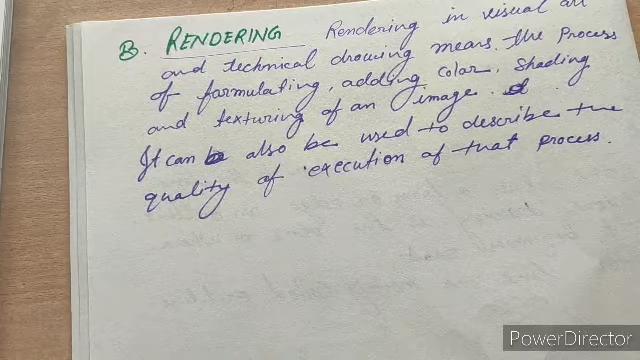 B. RENDERING Rendering in visual art
and technical drawing means the process
of farmulating, adding color, shading
and texturing of an image.
It can also be used to describe the
quality of execution of that process.
PowerDirector